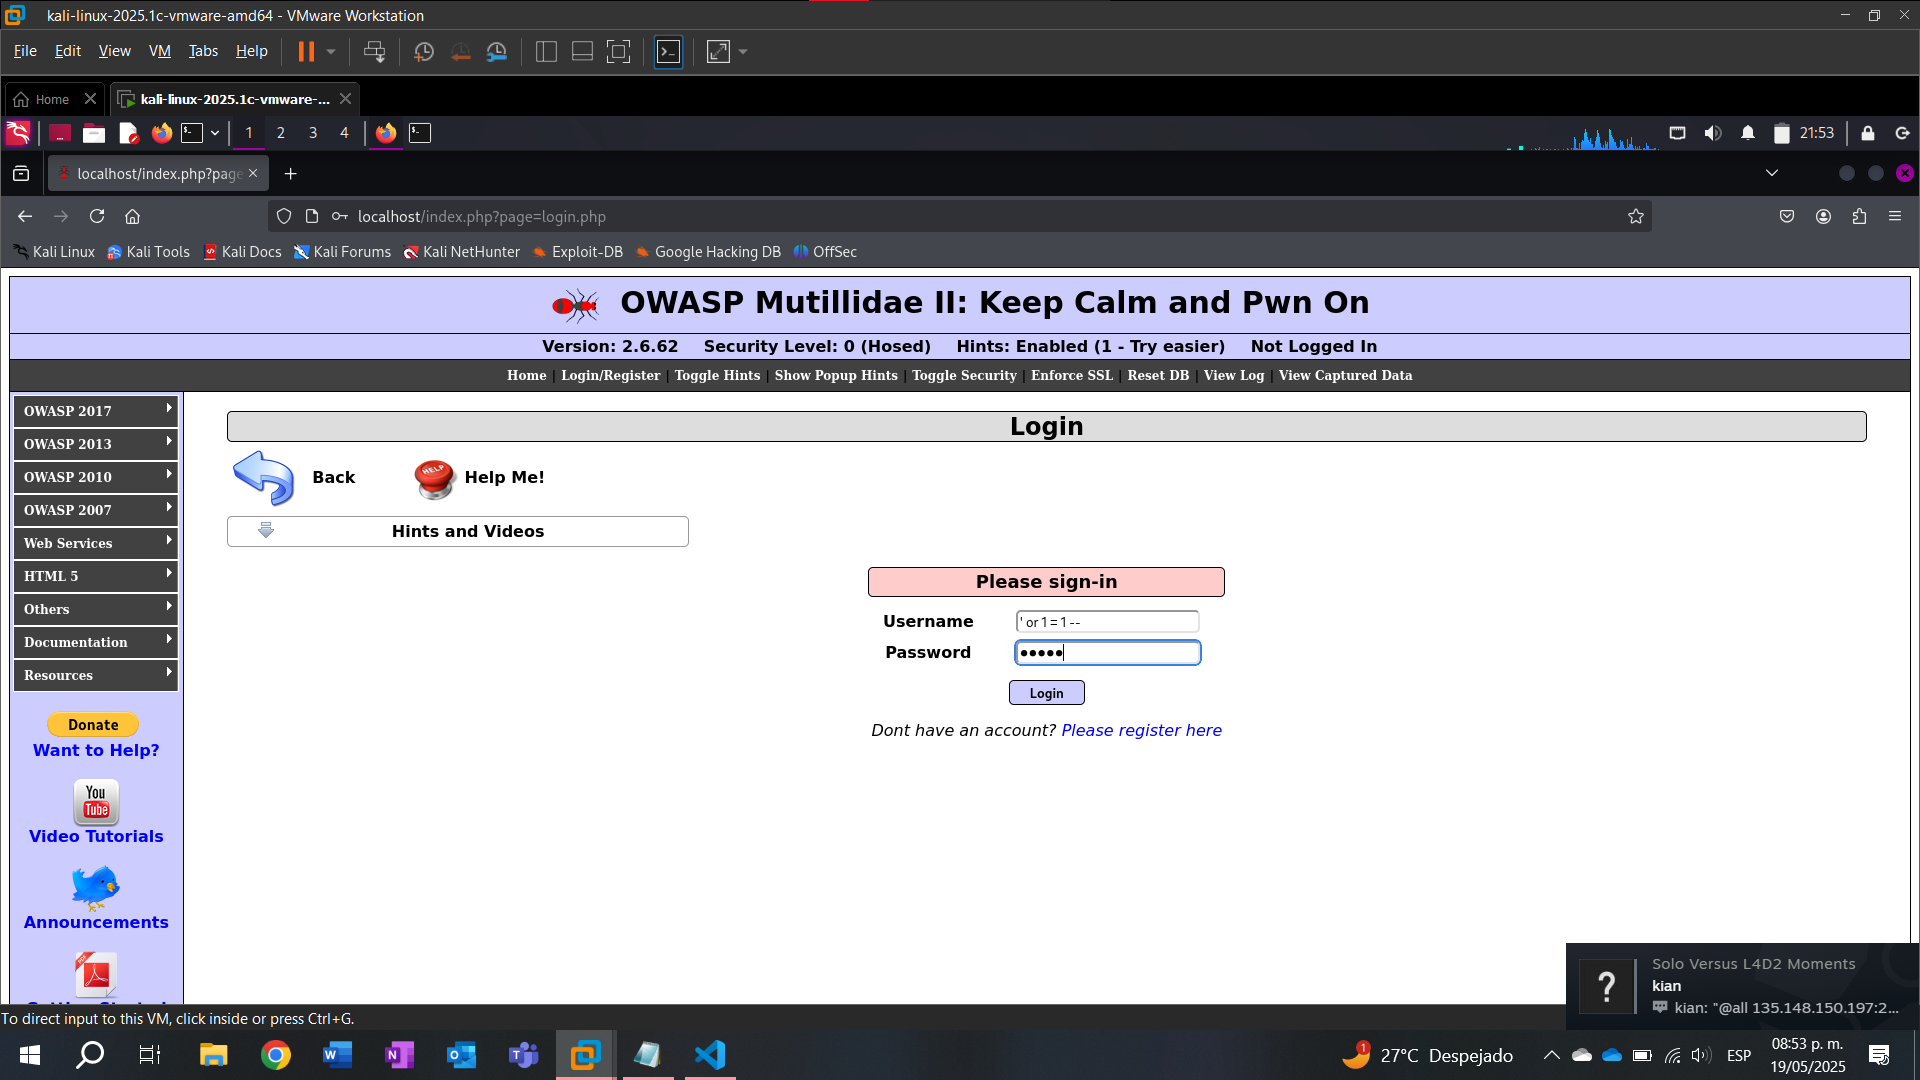 kali-linux-2025.1c-vmware-amd64 - VMware Workstation
File Edit View VM Tabs Help
Home
kali-linux-2025.1c-vmware-...
1 2 3 4
21:53
localhost/index.php?page
localhost/index.php?page=login.php
Kali Linux Kali Tools Kali Docs Kali Forums Kali NetHunter Exploit-DB Google Hacking DB OffSec
OWASP Mutillidae II: Keep Calm and Pwn On
Version: 2.6.62 Security Level: 0 (Hosed) Hints: Enabled (1 - Try easier) Not Logged In
Home | Login/Register | Toggle Hints | Show Popup Hints | Toggle Security | Enforce SSL | Reset DB | View Log | View Captured Data
OWASP 2017
OWASP 2013
OWASP 2010
OWASP 2007
Web Services
HTML 5
Others
Documentation
Resources
Donate
Want to Help?
You
Tube
Video Tutorials
Announcements
Login
Back
HELP
Help Me!
Hints and Videos
Please sign-in
Username
' or 1 = 1 --
Password
Login
Dont have an account? Please register here
Solo Versus L4D2 Moments
?
kian
kian: "@all 135.148.150.197:2...
To direct input to this VM, click inside or press Ctrl+G.
1
27°C Despejado
ESP
08:53 p. m.
19/05/2025